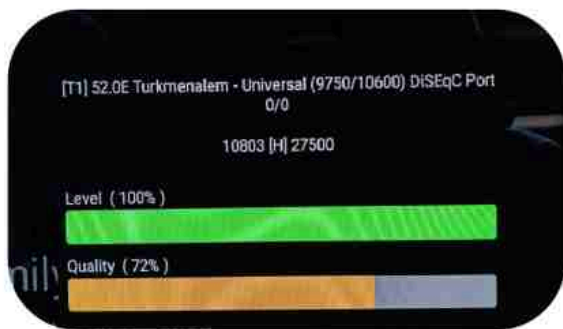 [T1] 52.0E Turkmenalem - Universal (9750/10600) DiSEqC Port
0/0
10803 [H] 27500
Level ( 100% )
Quality ( 72% )